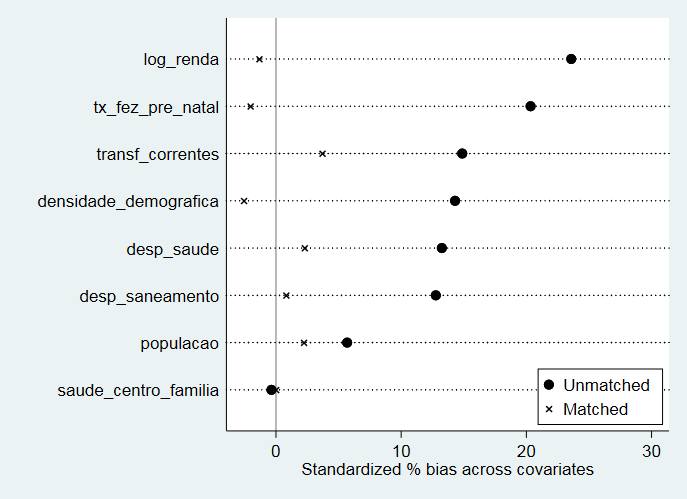 log_renda
tx_fez_pre_natal
transf_correntes
densidade_demografica
desp_saude
desp_saneamento
populacao
saude_centro_familia
Unmatched
Matched
0 10 20 30
Standardized % bias across covariates